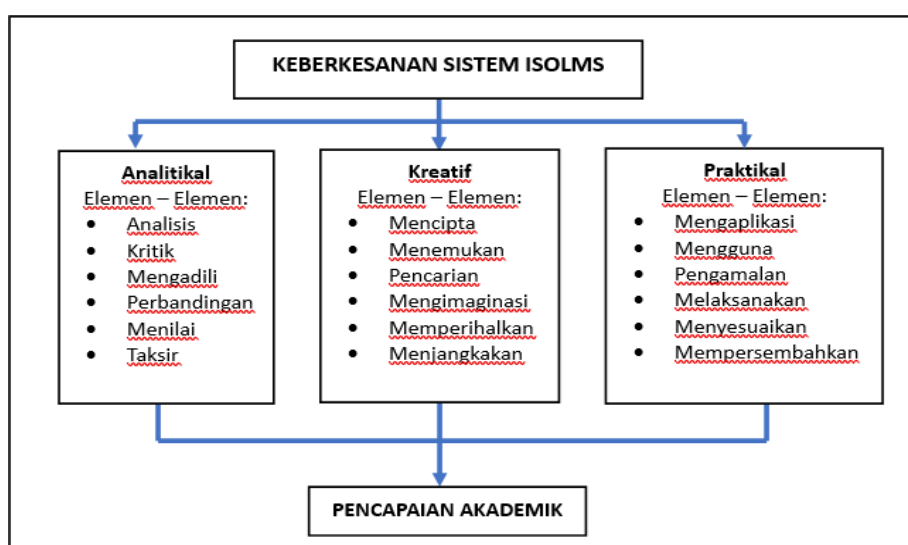 KEBERKESANAN SISTEM ISOLMS
Analitikal
Elemen – Elemen:
• Analisis
• Kritik
• Mengadili
• Perbandingan
• Menilai
• Taksir
Kreatif
Elemen – Elemen:
• Mencipta
• Menemukan
• Pencarian
• Mengimaginasi
• Memperihalkan
• Menjangkakan
Praktikal
Elemen – Elemen:
• Mengaplikasi
• Mengguna
• Pengamalan
• Melaksanakan
• Menyesuaikan
• Mempersembahkan
PENCAPAIAN AKADEMIK